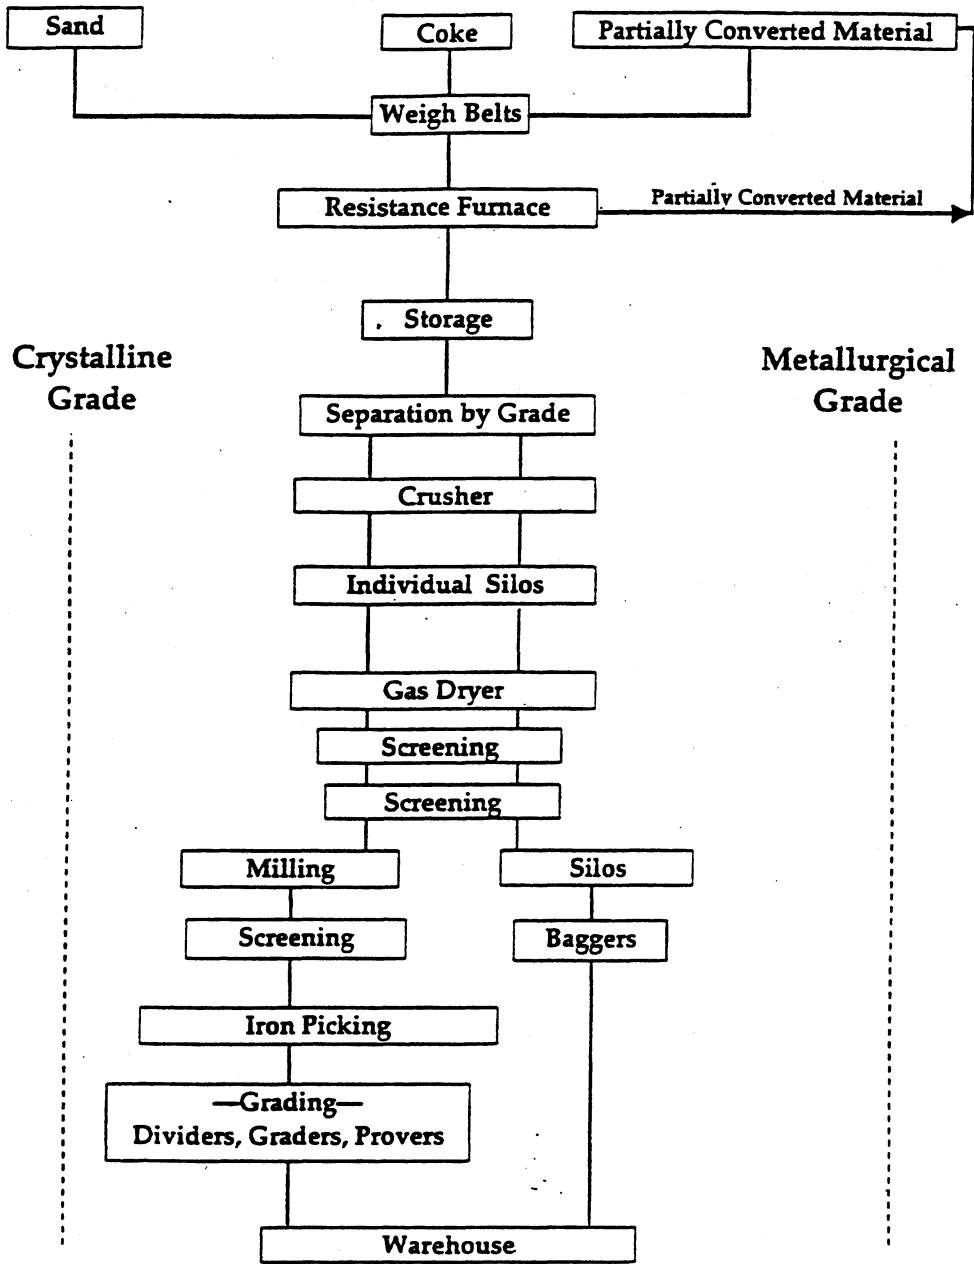 Sand
Coke
Partially Converted Material
Weigh Belts
Resistance Furnace
Partially Converted Material
Storage
Crystalline
Grade
Metallurgical
Grade
Separation by Grade
Crusher
Individual Silos
Gas Dryer
Screening
Screening
Milling
Silos
Screening
Baggers
Iron Picking
—Grading—
Dividers, Graders, Provers
Warehouse